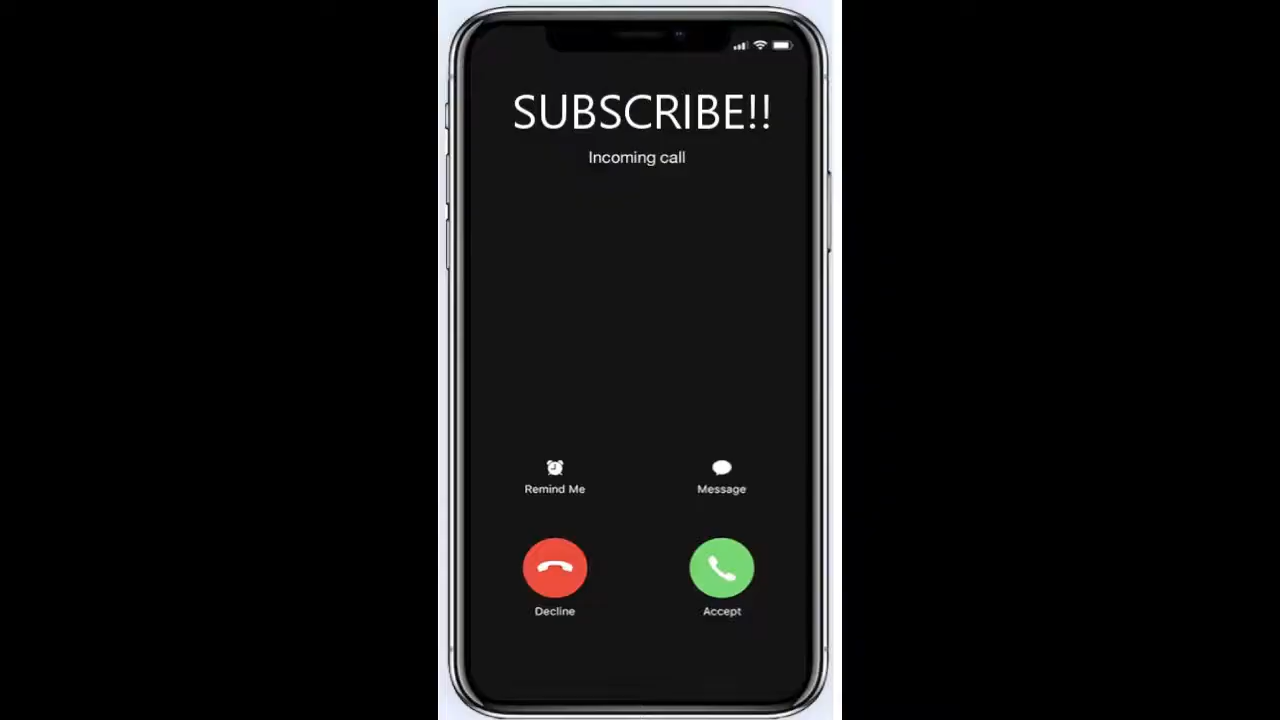 SUBSCRIBE!!
Incoming call
Remind Me
Message
Decline
Accept